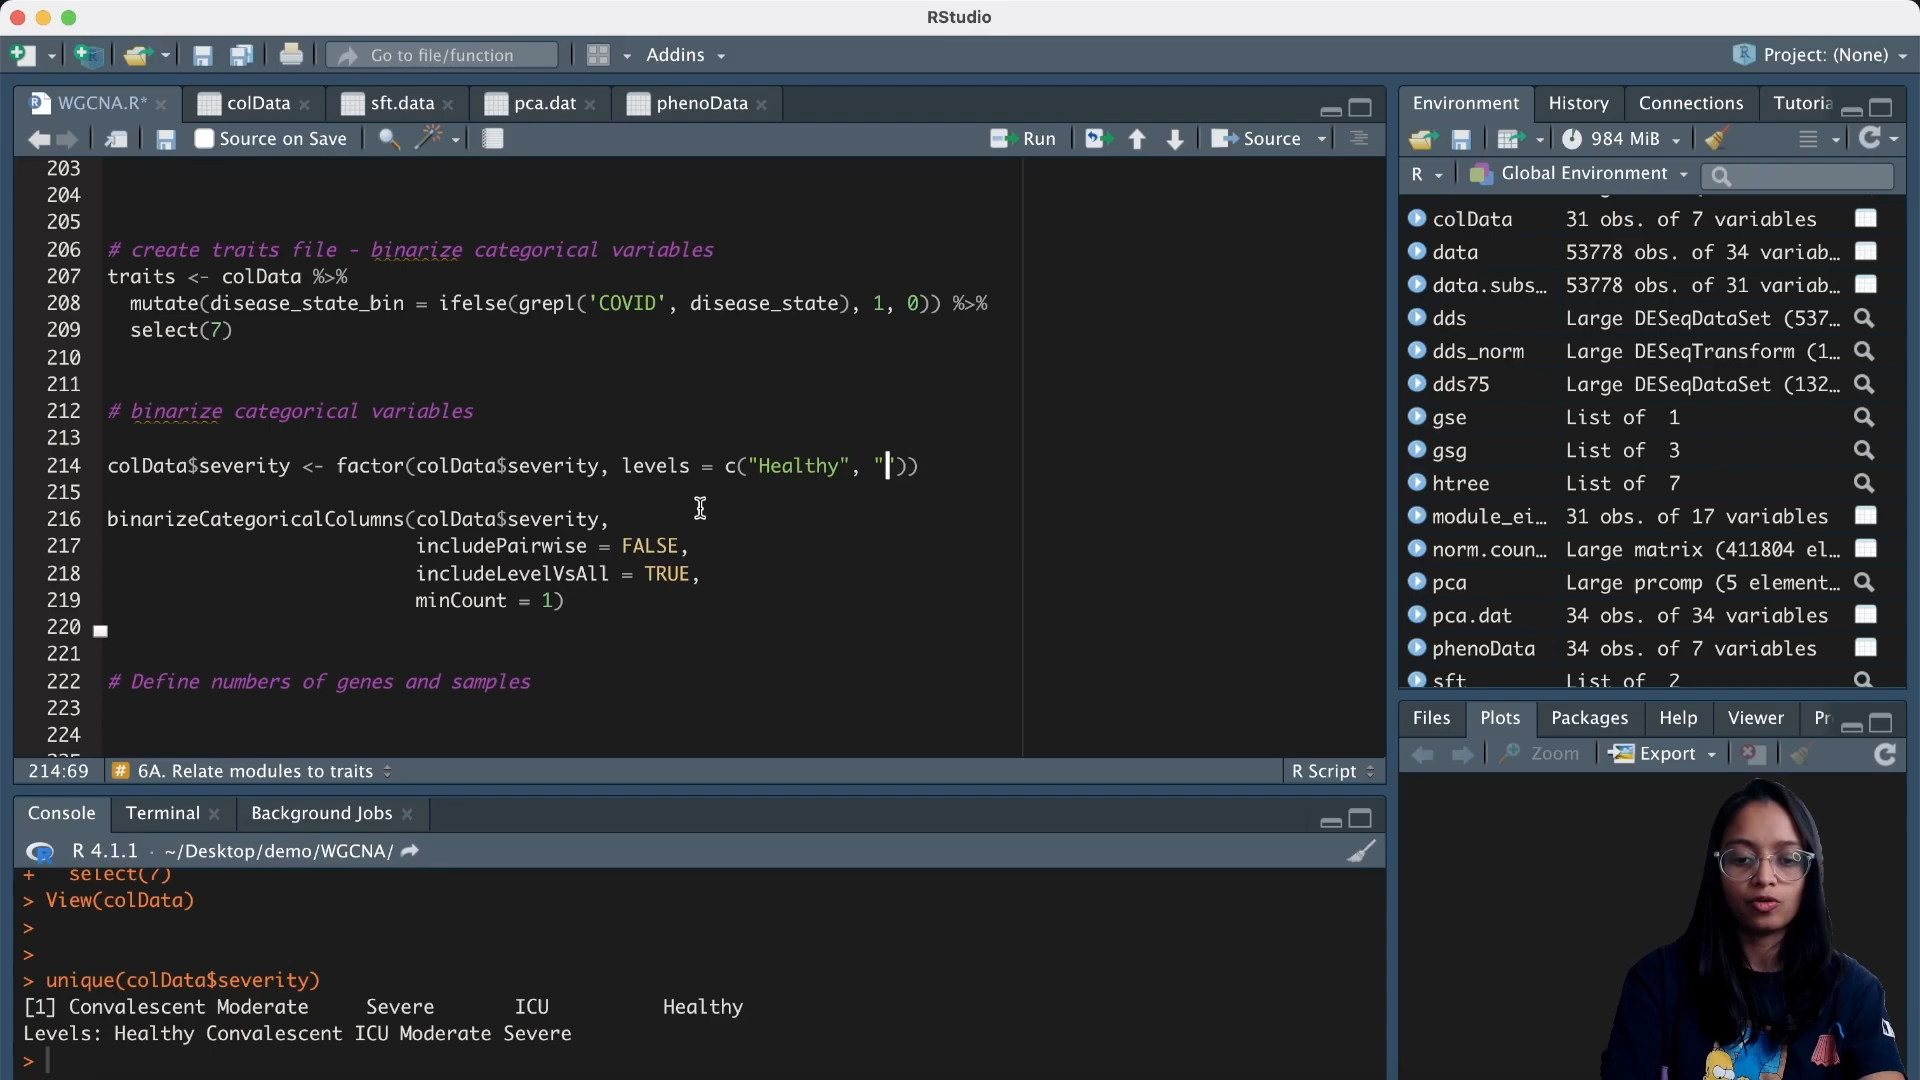 RStudio
Go to file/function
Addins
Project: (None)
WGCNA.R*
colData
sft.data
pca.dat
phenoData
Source on Save
Run
Source
203
204
205
206 # create traits file - binarize categorical variables
207 traits <- colData %>%
208 mutate(disease_state_bin = ifelse(grepl('COVID', disease_state), 1, 0)) %>%
209 select(7)
210
211
212 # binarize categorical variables
213
214 colData$severity <- factor(colData$severity, levels = c("Healthy", ""))
215
216 binarizeCategoricalColumns(colData$severity,
217 includePairwise = FALSE,
218 includeLevelVsAll = TRUE,
219 minCount = 1)
220
221
222 # Define numbers of genes and samples
223
224
214:69
# 6A. Relate modules to traits
R Script
Console
Terminal
Background Jobs
R 4.1.1 · ~/Desktop/demo/WGCNA/
+ select(7)
> View(colData)
>
>
> unique(colData$severity)
[1] Convalescent Moderate Severe ICU Healthy
Levels: Healthy Convalescent ICU Moderate Severe
>
Environment
History
Connections
Tutoria
984 MiB
R
Global Environment
colData 31 obs. of 7 variables
data 53778 obs. of 34 variab…
data.subs… 53778 obs. of 31 variab…
dds Large DESeqDataSet (537…
dds_norm Large DESeqTransform (1…
dds75 Large DESeqDataSet (132…
gse List of 1
gsg List of 3
htree List of 7
module_ei… 31 obs. of 17 variables
norm.coun… Large matrix (411804 el…
pca Large prcomp (5 element…
pca.dat 34 obs. of 34 variables
phenoData 34 obs. of 7 variables
sft List of 2
Files
Plots
Packages
Help
Viewer
Pr
Zoom
Export